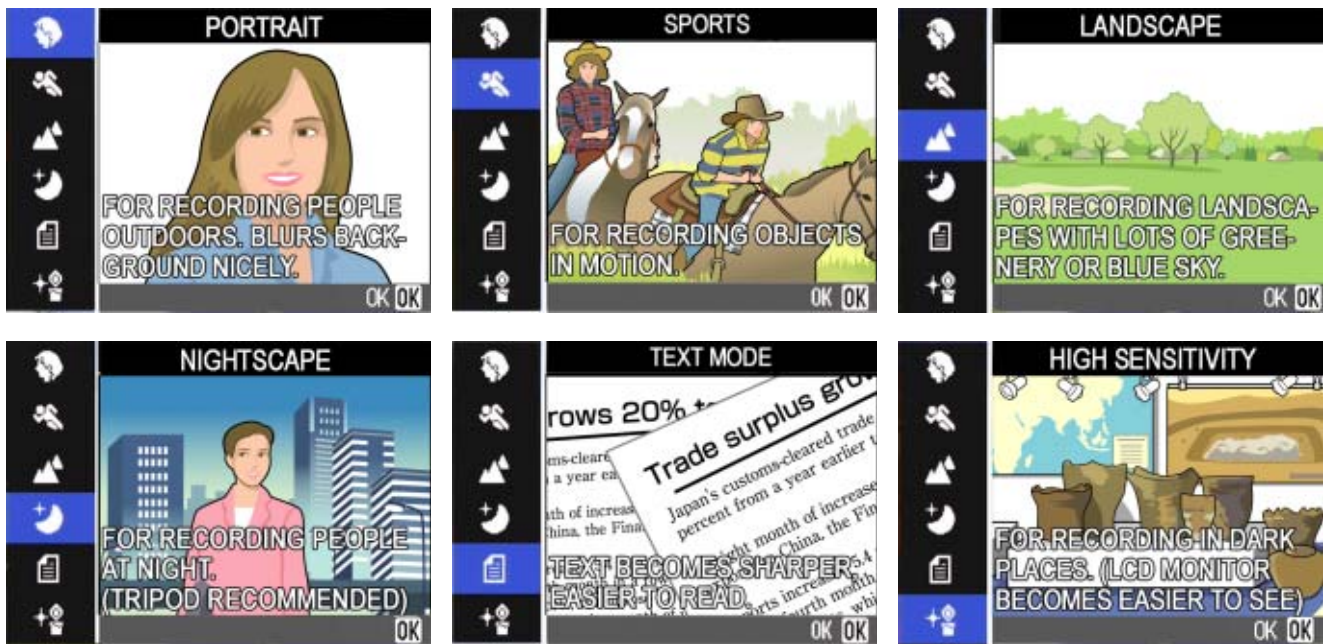 PORTRAIT
FOR RECORDING PEOPLE
OUTDOORS. BLURS BACK-
GROUND NICELY.
OK OK
SPORTS
FOR RECORDING OBJECTS
IN MOTION.
OK OK
LANDSCAPE
FOR RECORDING LANDSCA-
PES WITH LOTS OF GREE-
NERY OR BLUE SKY.
OK OK
NIGHTSCAPE
FOR RECORDING PEOPLE
AT NIGHT.
(TRIPOD RECOMMENDED)
OK
TEXT MODE
rows 20%
a year
of increas
the Fina
Trade surplus grow
Japan's customs-cleared trade
percent from a year earlier t
month of increase
China, the Fin
5.4
month
TEXT BECOMES SHARPER
EASIER TO READ.
OK OK
HIGH SENSITIVITY
FOR RECORDING IN DARK
PLACES. (LCD MONITOR
BECOMES EASIER TO SEE)
OK OK